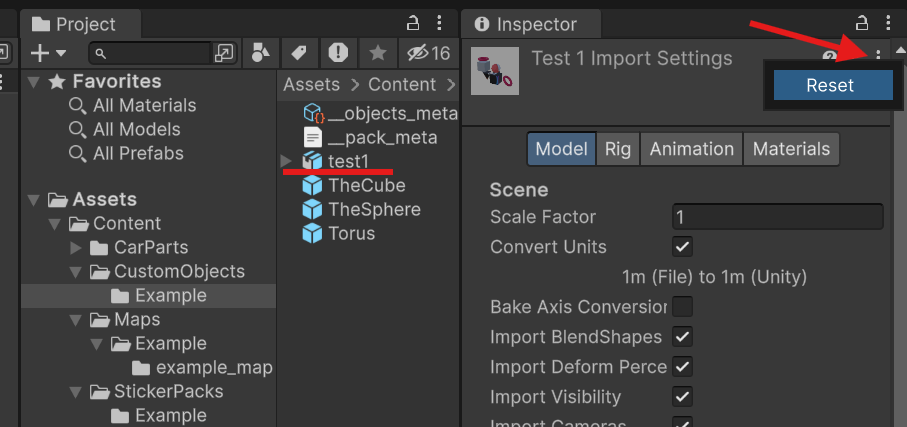 Project
16
Favorites
All Materials
All Models
All Prefabs
Assets
Content
CarParts
CustomObjects
Example
Maps
Example
example_map
StickerPacks
Example
Assets > Content >
__objects_meta
__pack_meta
test1
TheCube
TheSphere
Torus
Inspector
Test 1 Import Settings
Reset
Model Rig Animation Materials
Scene
Scale Factor 1
Convert Units
1m (File) to 1m (Unity)
Bake Axis Conversion
Import BlendShapes
Import Deform Perce
Import Visibility
Import Cameras